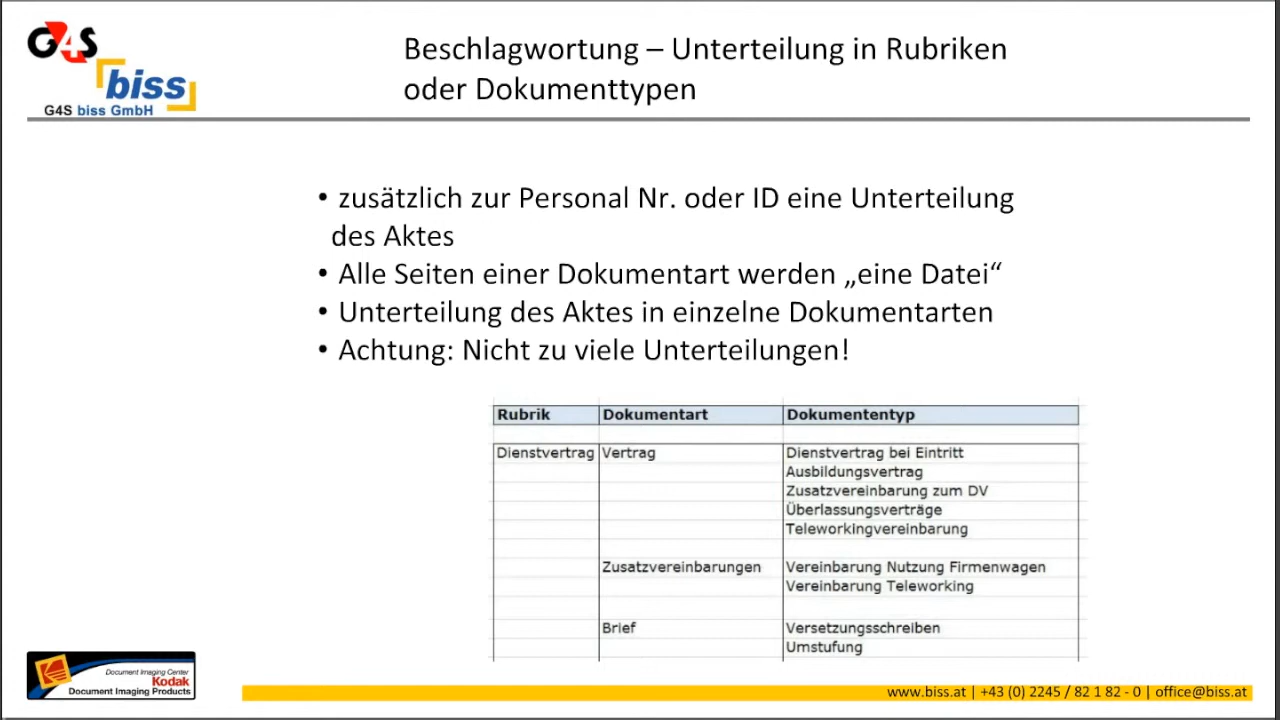 G4S
biss
G4S biss GmbH
Beschlagwortung – Unterteilung in Rubriken
oder Dokumenttypen
• zusätzlich zur Personal Nr. oder ID eine Unterteilung
des Aktes
• Alle Seiten einer Dokumentart werden „eine Datei“
• Unterteilung des Aktes in einzelne Dokumentarten
• Achtung: Nicht zu viele Unterteilungen!
Rubrik Dokumentart Dokumententyp
Dienstvertrag Vertrag Dienstvertrag bei Eintritt
Ausbildungsvertrag
Zusatzvereinbarung zum DV
Überlassungsverträge
Teleworkingvereinbarung
Zusatzvereinbarungen Vereinbarung Nutzung Firmenwagen
Vereinbarung Teleworking
Brief Versetzungsschreiben
Umstufung
Document Imaging Center
Kodak
Document Imaging Products
www.biss.at | +43 (0) 2245 / 82 1 82 - 0 | office@biss.at